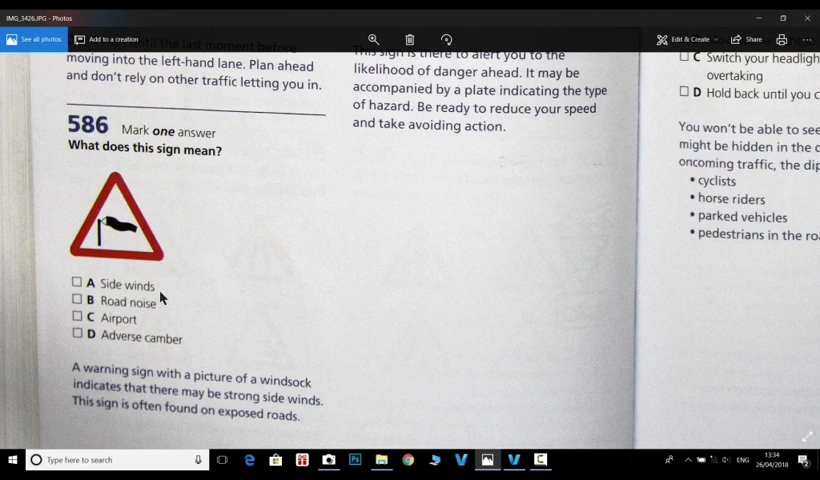 IMG_3426.JPG - Photos
See all photos
Add to a creation
Edit & Create
Share
until the last moment before
moving into the left-hand lane. Plan ahead
and don't rely on other traffic letting you in.
586 Mark one answer
What does this sign mean?
A Side winds
B Road noise
C Airport
D Adverse camber
A warning sign with a picture of a windsock
indicates that there may be strong side winds.
This sign is often found on exposed roads.
This sign is there to alert you to the
likelihood of danger ahead. It may be
accompanied by a plate indicating the type
of hazard. Be ready to reduce your speed
and take avoiding action.
C Switch your headligh
overtaking
D Hold back until you c
You won't be able to see
might be hidden in the
oncoming traffic, the dip
• cyclists
• horse riders
• parked vehicles
• pedestrians in the roa
Type here to search
ENG
13:34
26/04/2018
2